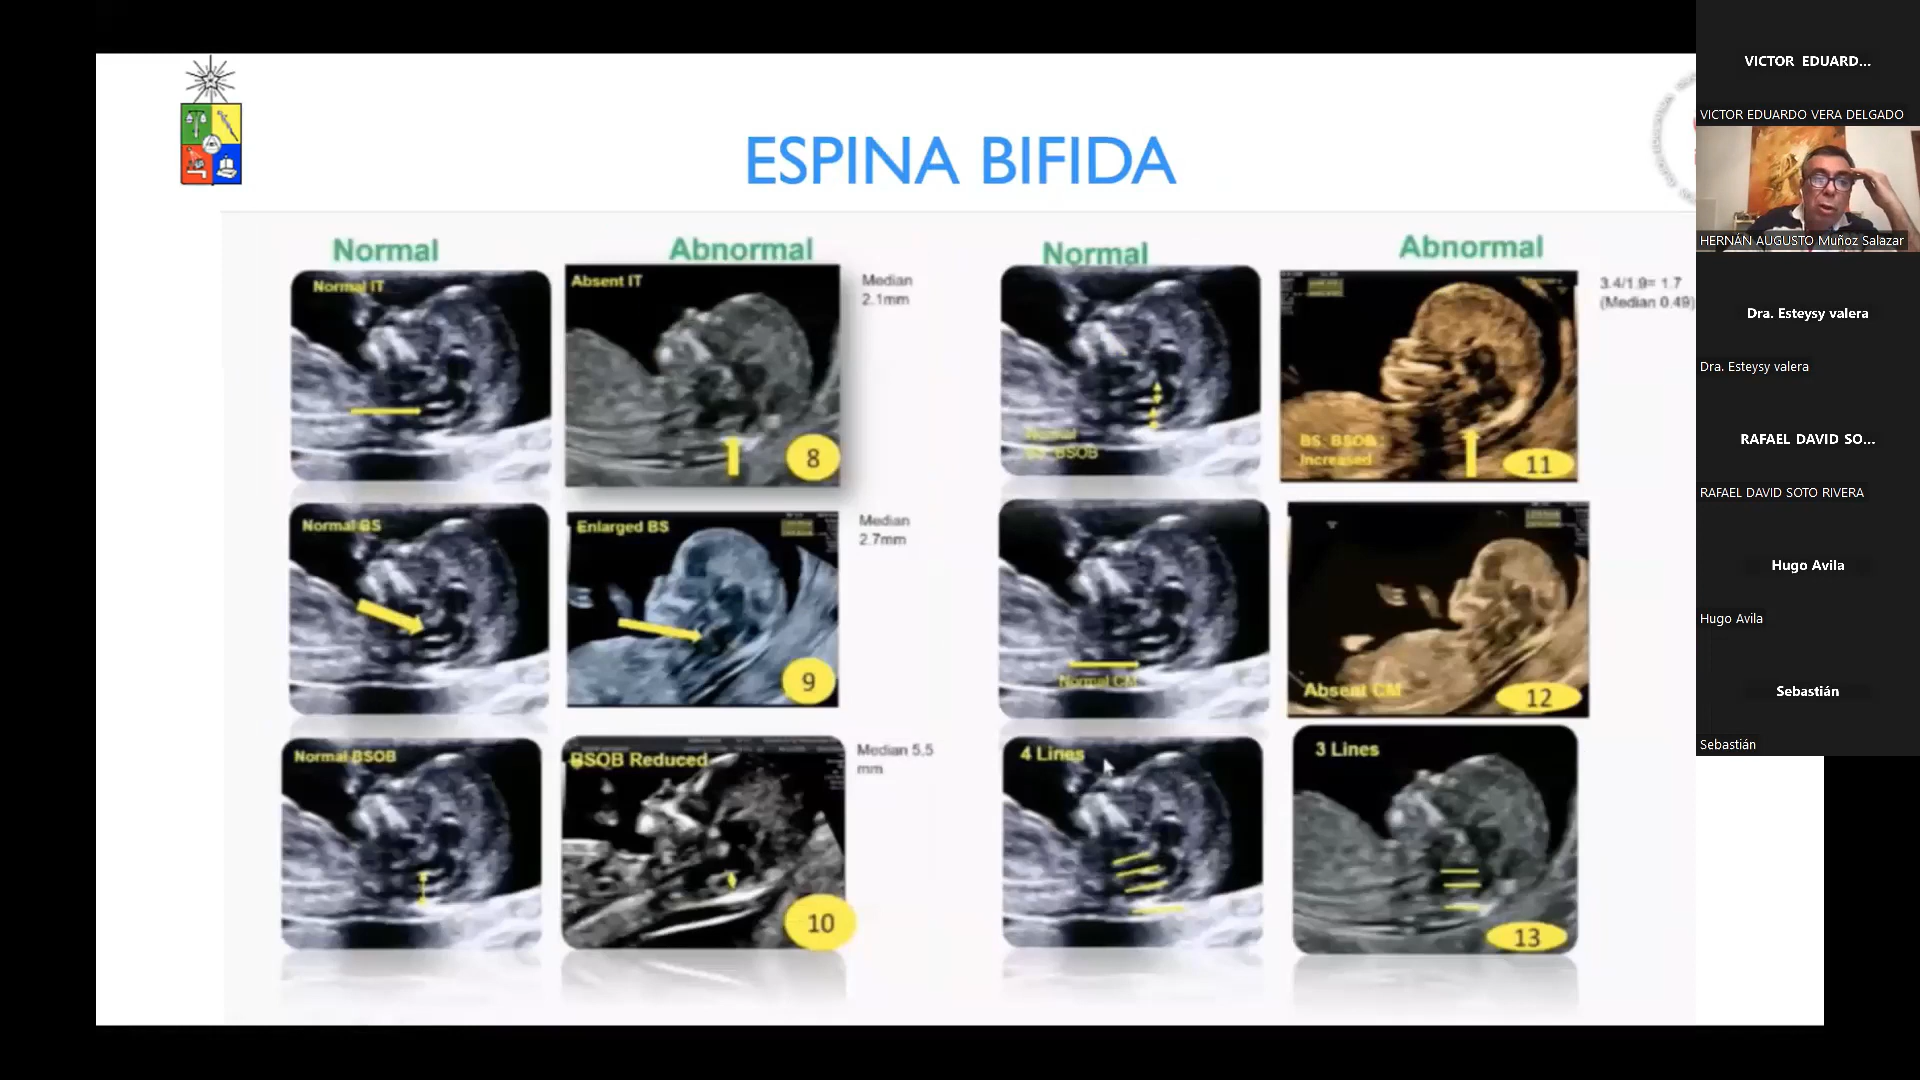 ESPINA BIFIDA
Normal
Abnormal
Normal IT
Absent IT
8
Median
2.1mm
Normal BS
Enlarged BS
9
Median
2.7mm
Normal BSOB
BSOB Reduced
10
Median 5.5
mm
Normal
Abnormal
Normal
BS: BSOB
BS: BSOB :
Increased
11
3.4/1.9= 1.7
(Median 0.49)
Normal CM
Absent CM
12
4 Lines
3 Lines
13
VICTOR EDUARD...
VICTOR EDUARDO VERA DELGADO
HERNÁN AUGUSTO Muñoz Salazar
Dra. Esteysy valera
Dra. Esteysy valera
RAFAEL DAVID SO...
RAFAEL DAVID SOTO RIVERA
Hugo Avila
Hugo Avila
Sebastián
Sebastián